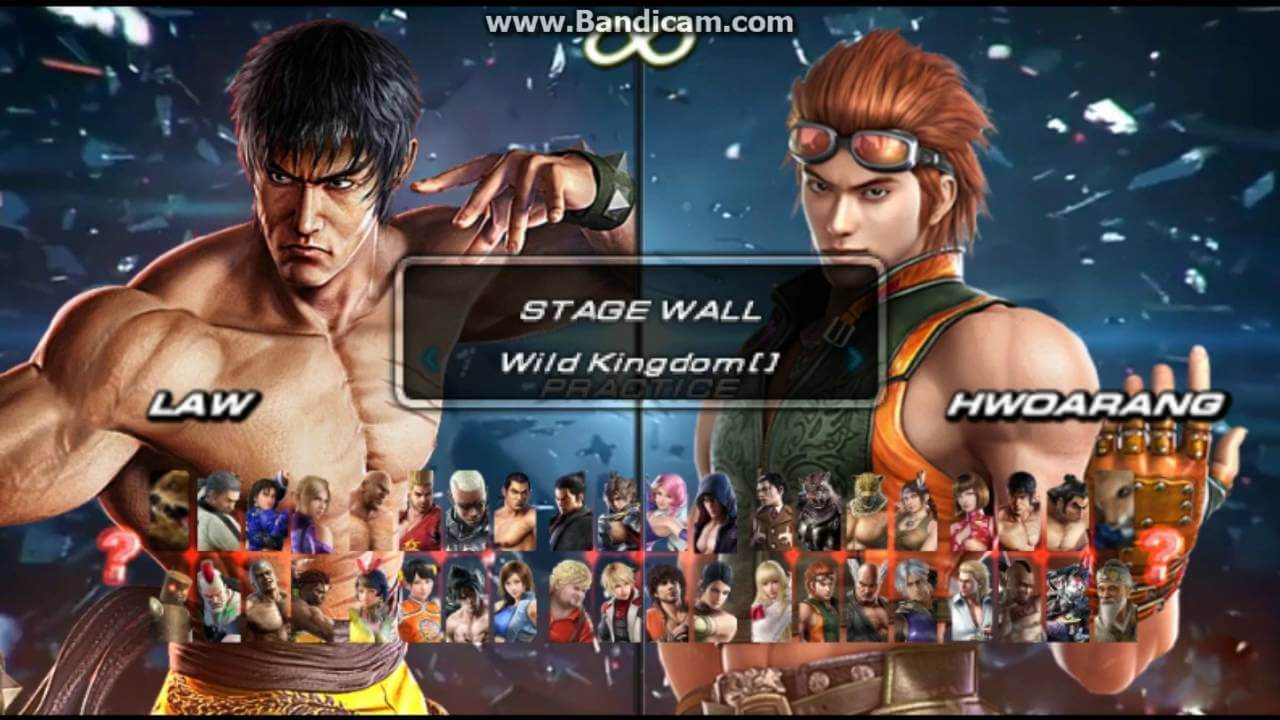 www.Bandicam.com
STAGE WALL
Wild Kingdom[]
PRACTICE
LAW
HWOARANG
?
?